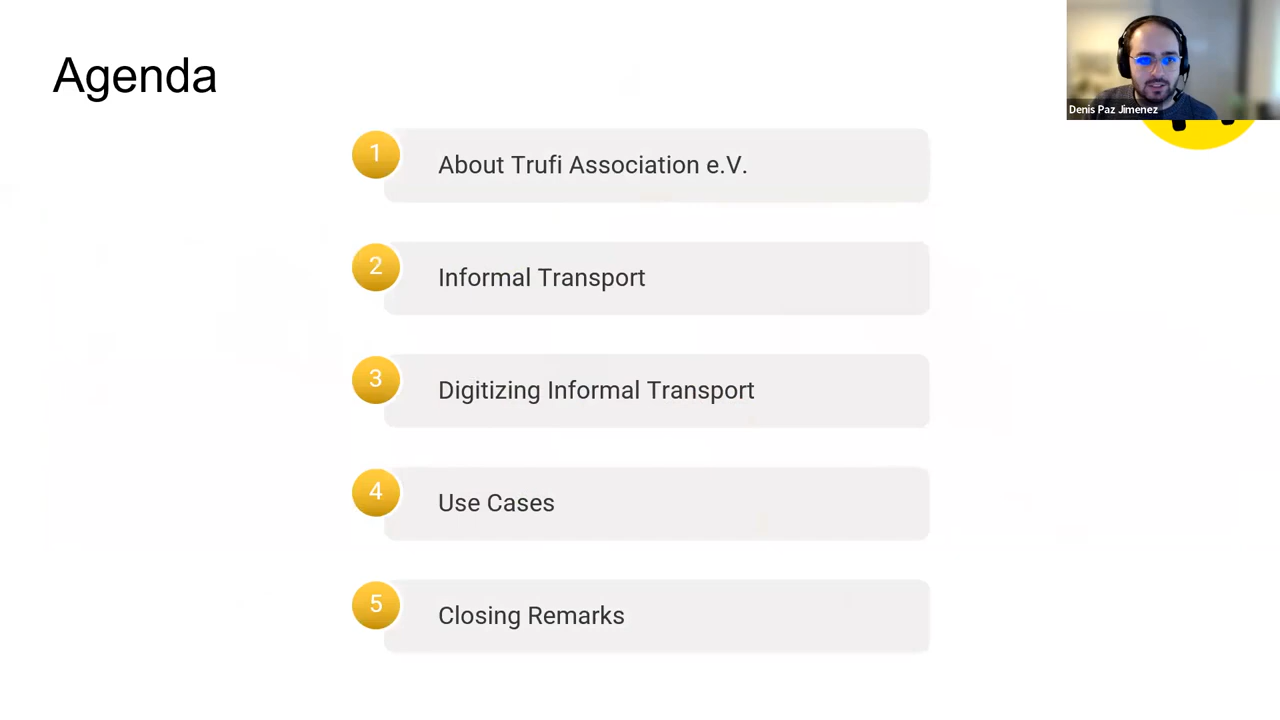 Agenda
Denis Paz Jimenez
1
About Trufi Association e.V.
2
Informal Transport
3
Digitizing Informal Transport
4
Use Cases
5
Closing Remarks